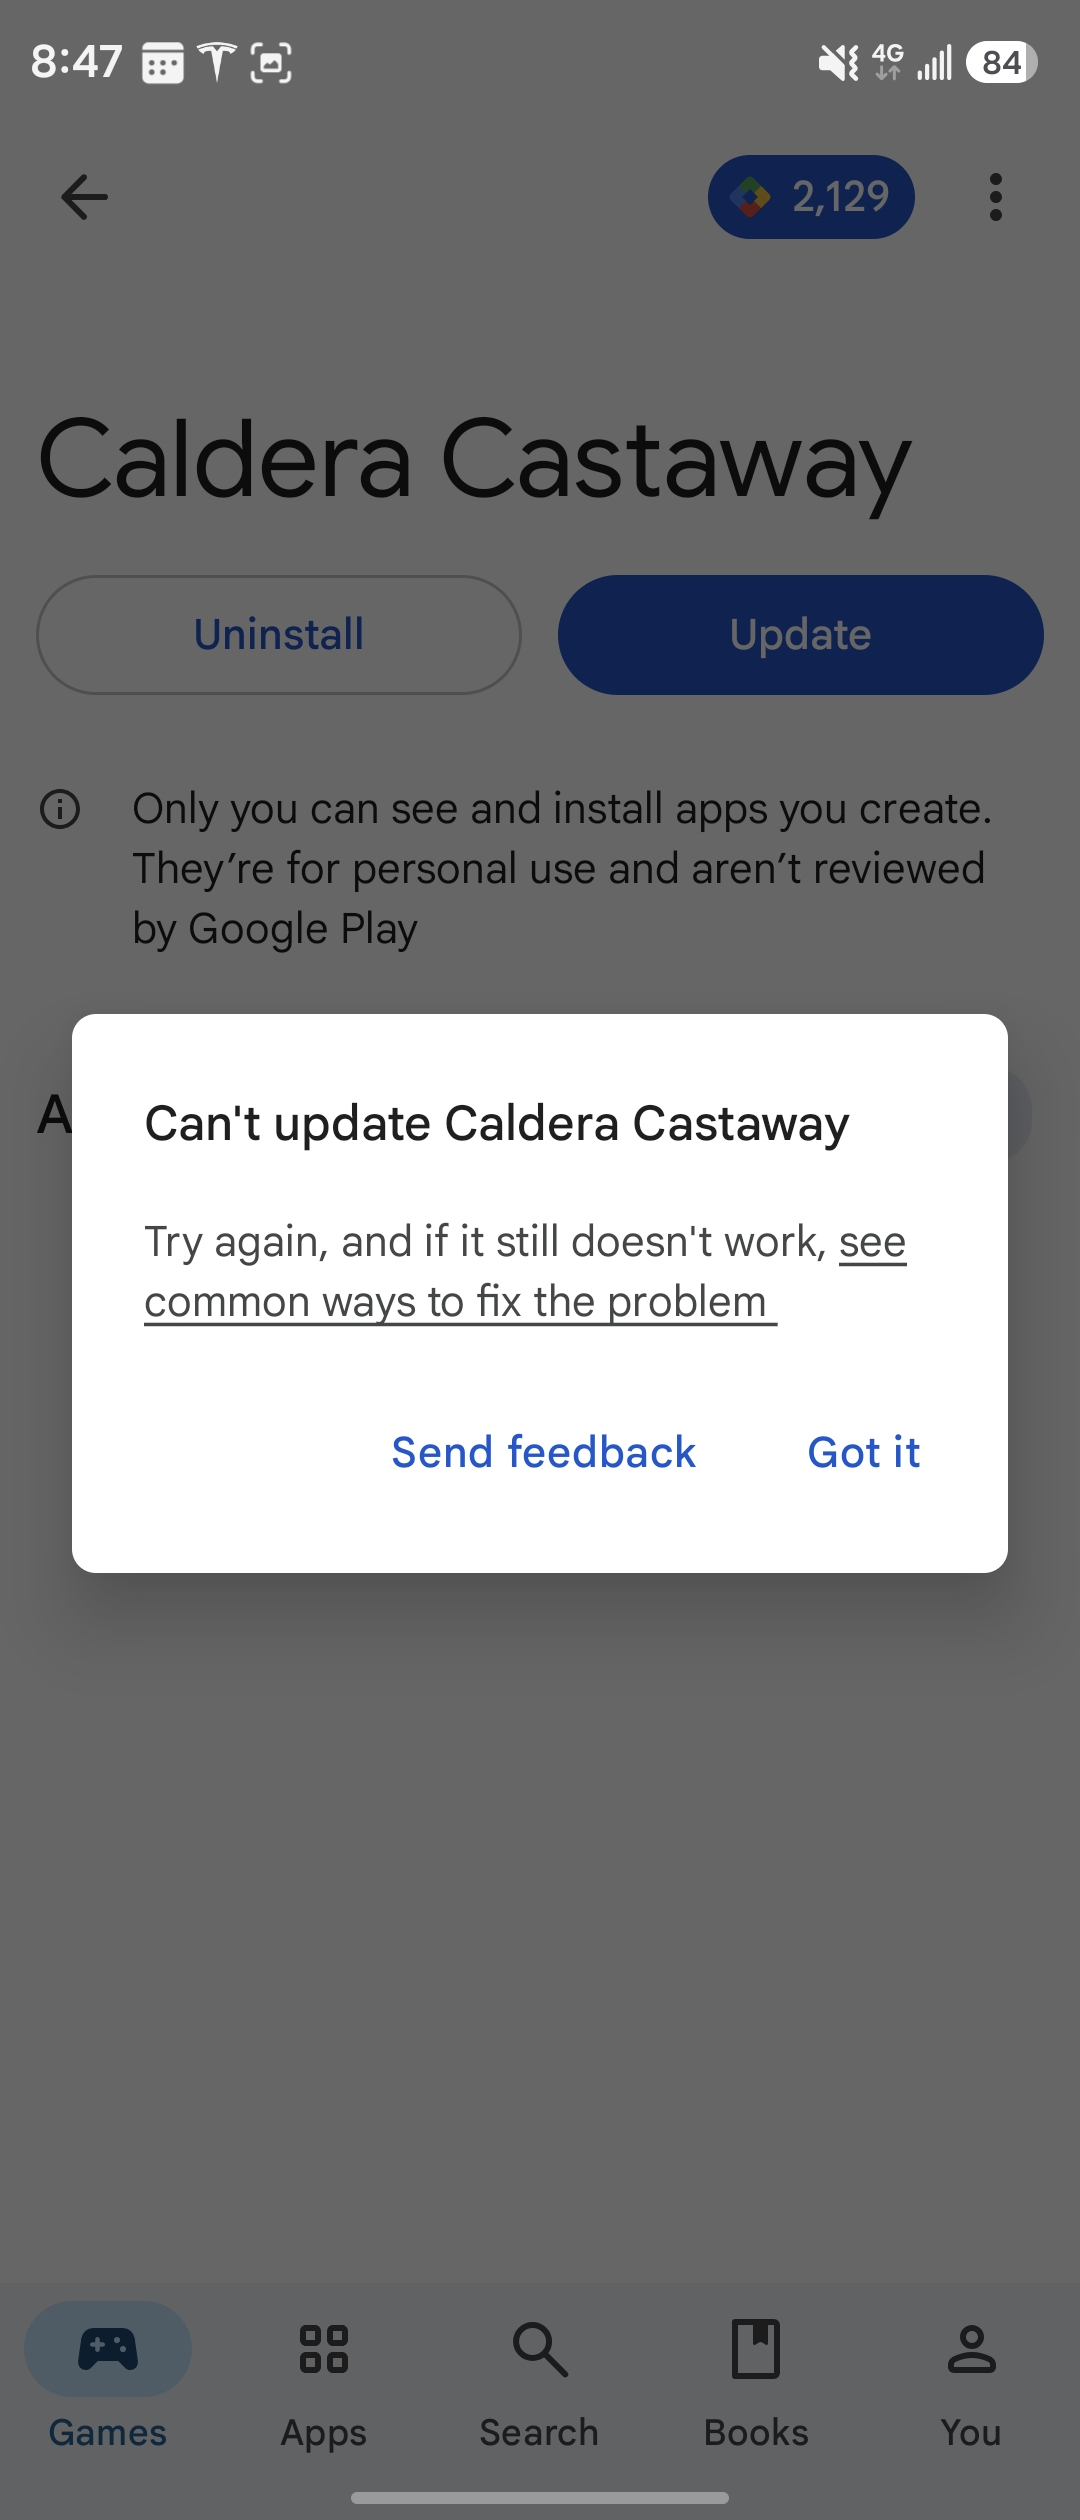 8:47
4G
84
2,129
Caldera Castaway
Uninstall
Update
Only you can see and install apps you create.
They’re for personal use and aren’t reviewed
by Google Play
A
Can't update Caldera Castaway
Try again, and if it still doesn't work, see
common ways to fix the problem
Send feedback
Got it
Games
Apps
Search
Books
You